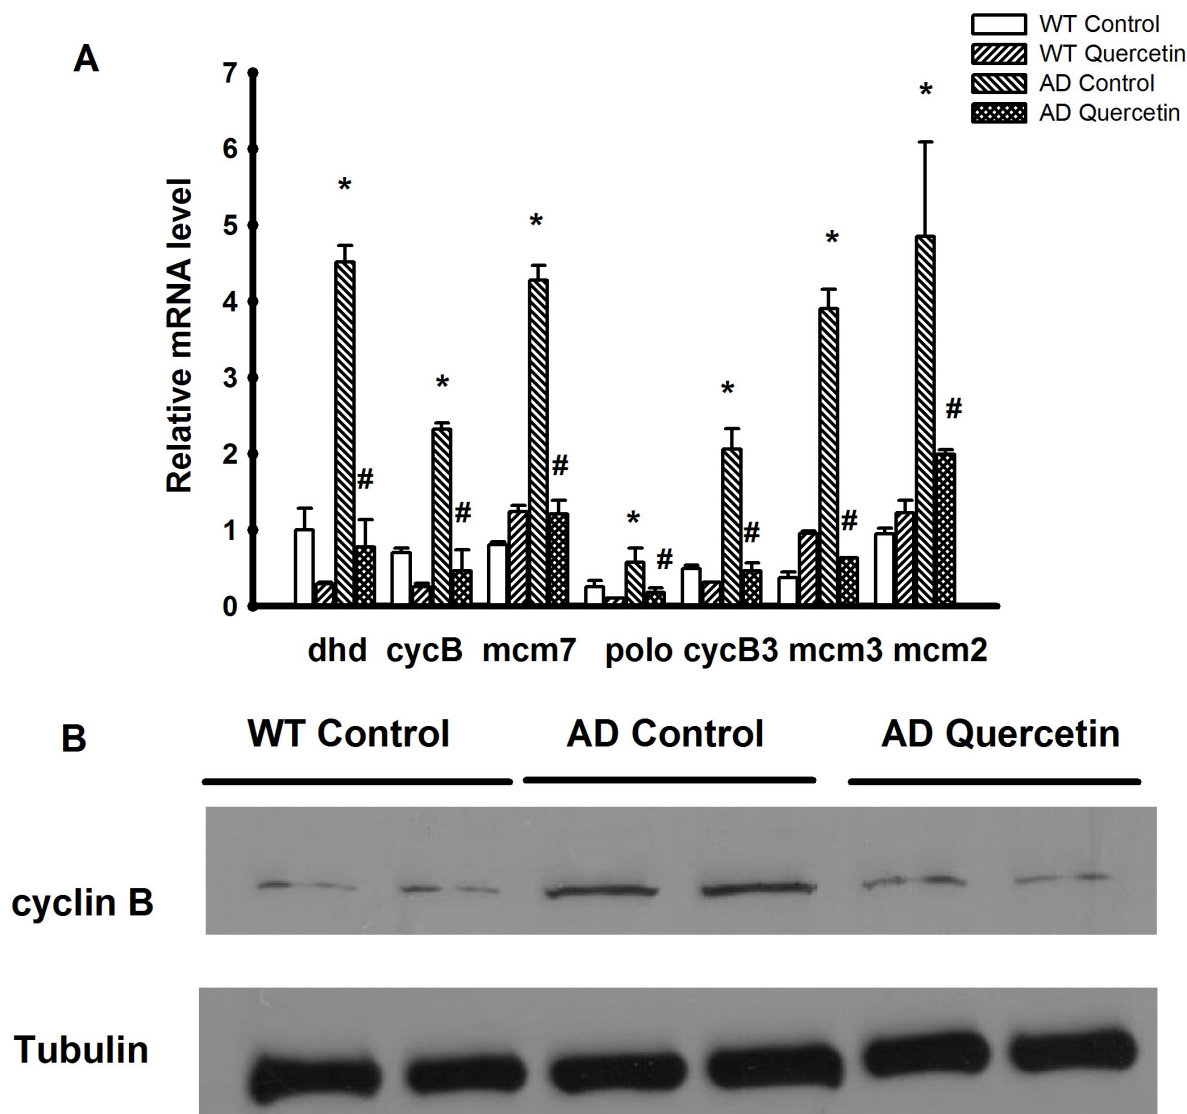 A
WT Control
WT Quercetin
AD Control
AD Quercetin
Relative mRNA level
7
6
5
4
3
2
1
0
* # * # * # * # * # * # * #
dhd cycB mcm7 polo cycB3 mcm3 mcm2
B
WT Control AD Control AD Quercetin
cyclin B
Tubulin